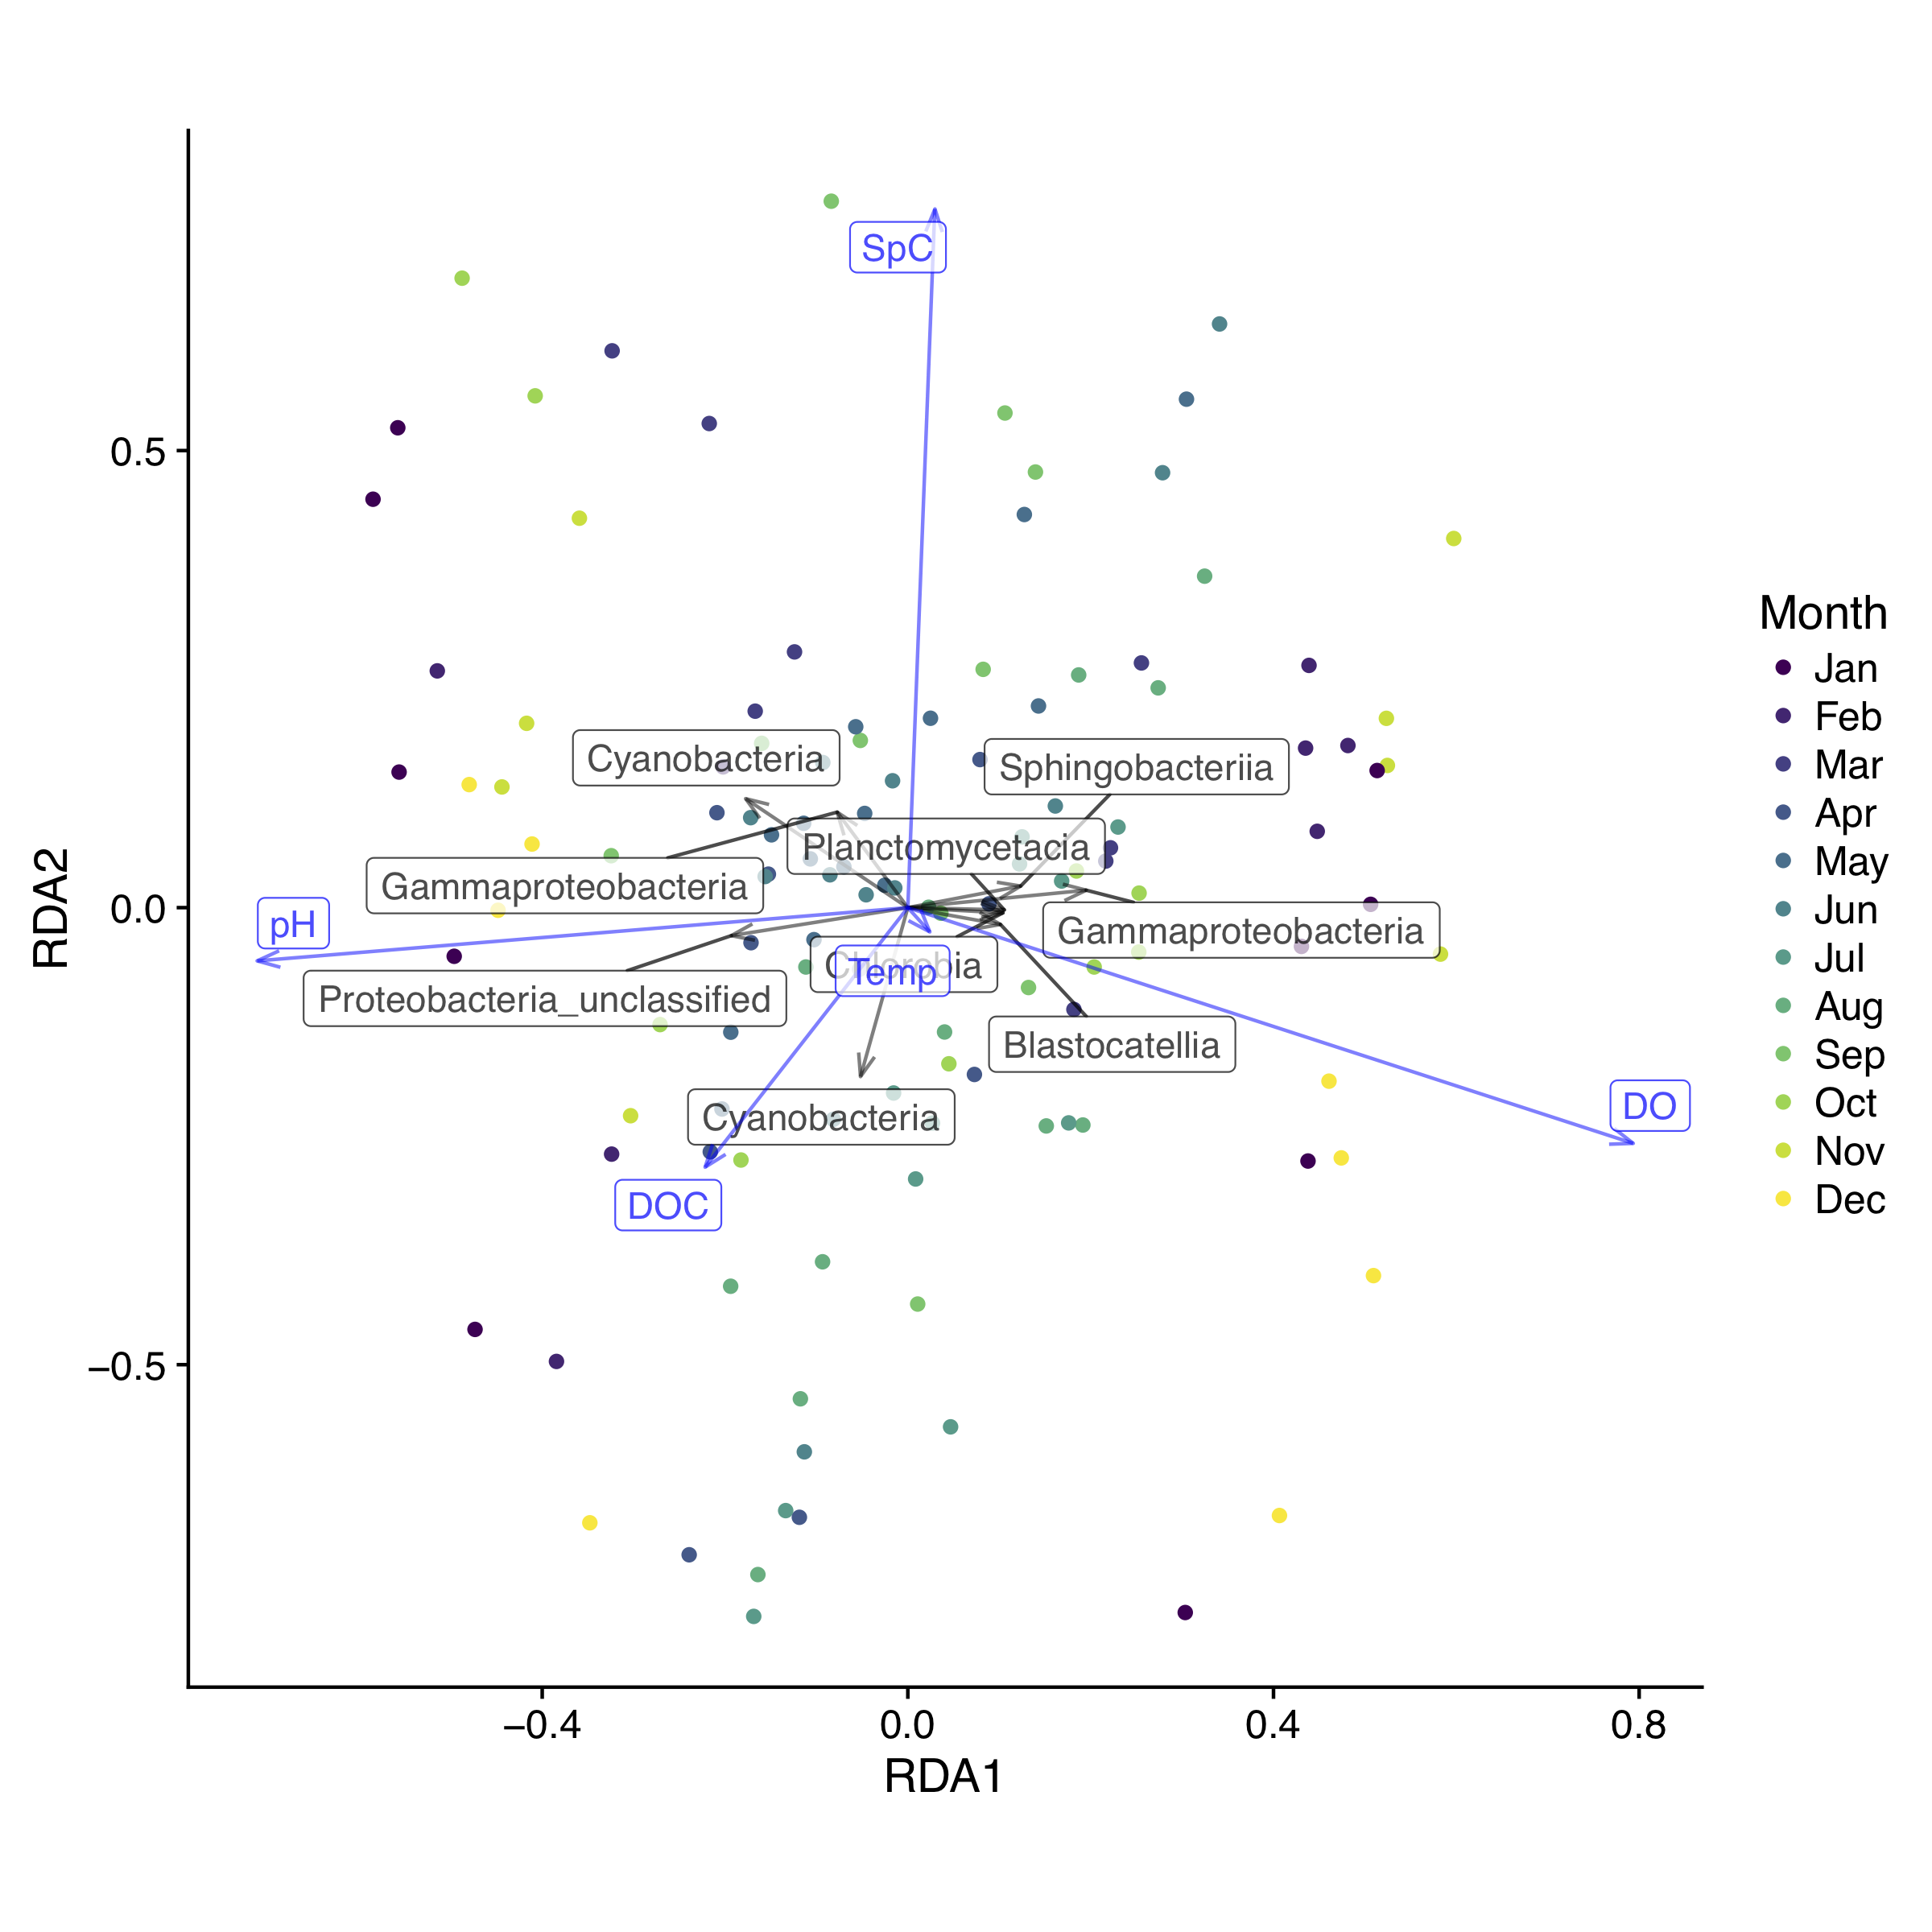 SpC
0.5
Cyanobacteria
Sphingobacteriia
Planctomycetacia
Gammaproteobacteria
0.0
pH
Gammaproteobacteria
Chlorobia
Temp
Proteobacteria_unclassified
Blastocatellia
Cyanobacteria
DO
DOC
−0.5
−0.4
0.0
0.4
0.8
RDA1
RDA2
Month
Jan
Feb
Mar
Apr
May
Jun
Jul
Aug
Sep
Oct
Nov
Dec